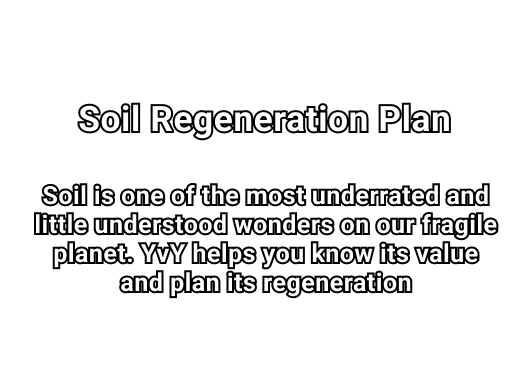 Soil Regeneration Plan
Soil is one of the most underrated and
little understood wonders on our fragile
planet. YvY helps you know its value
and plan its regeneration